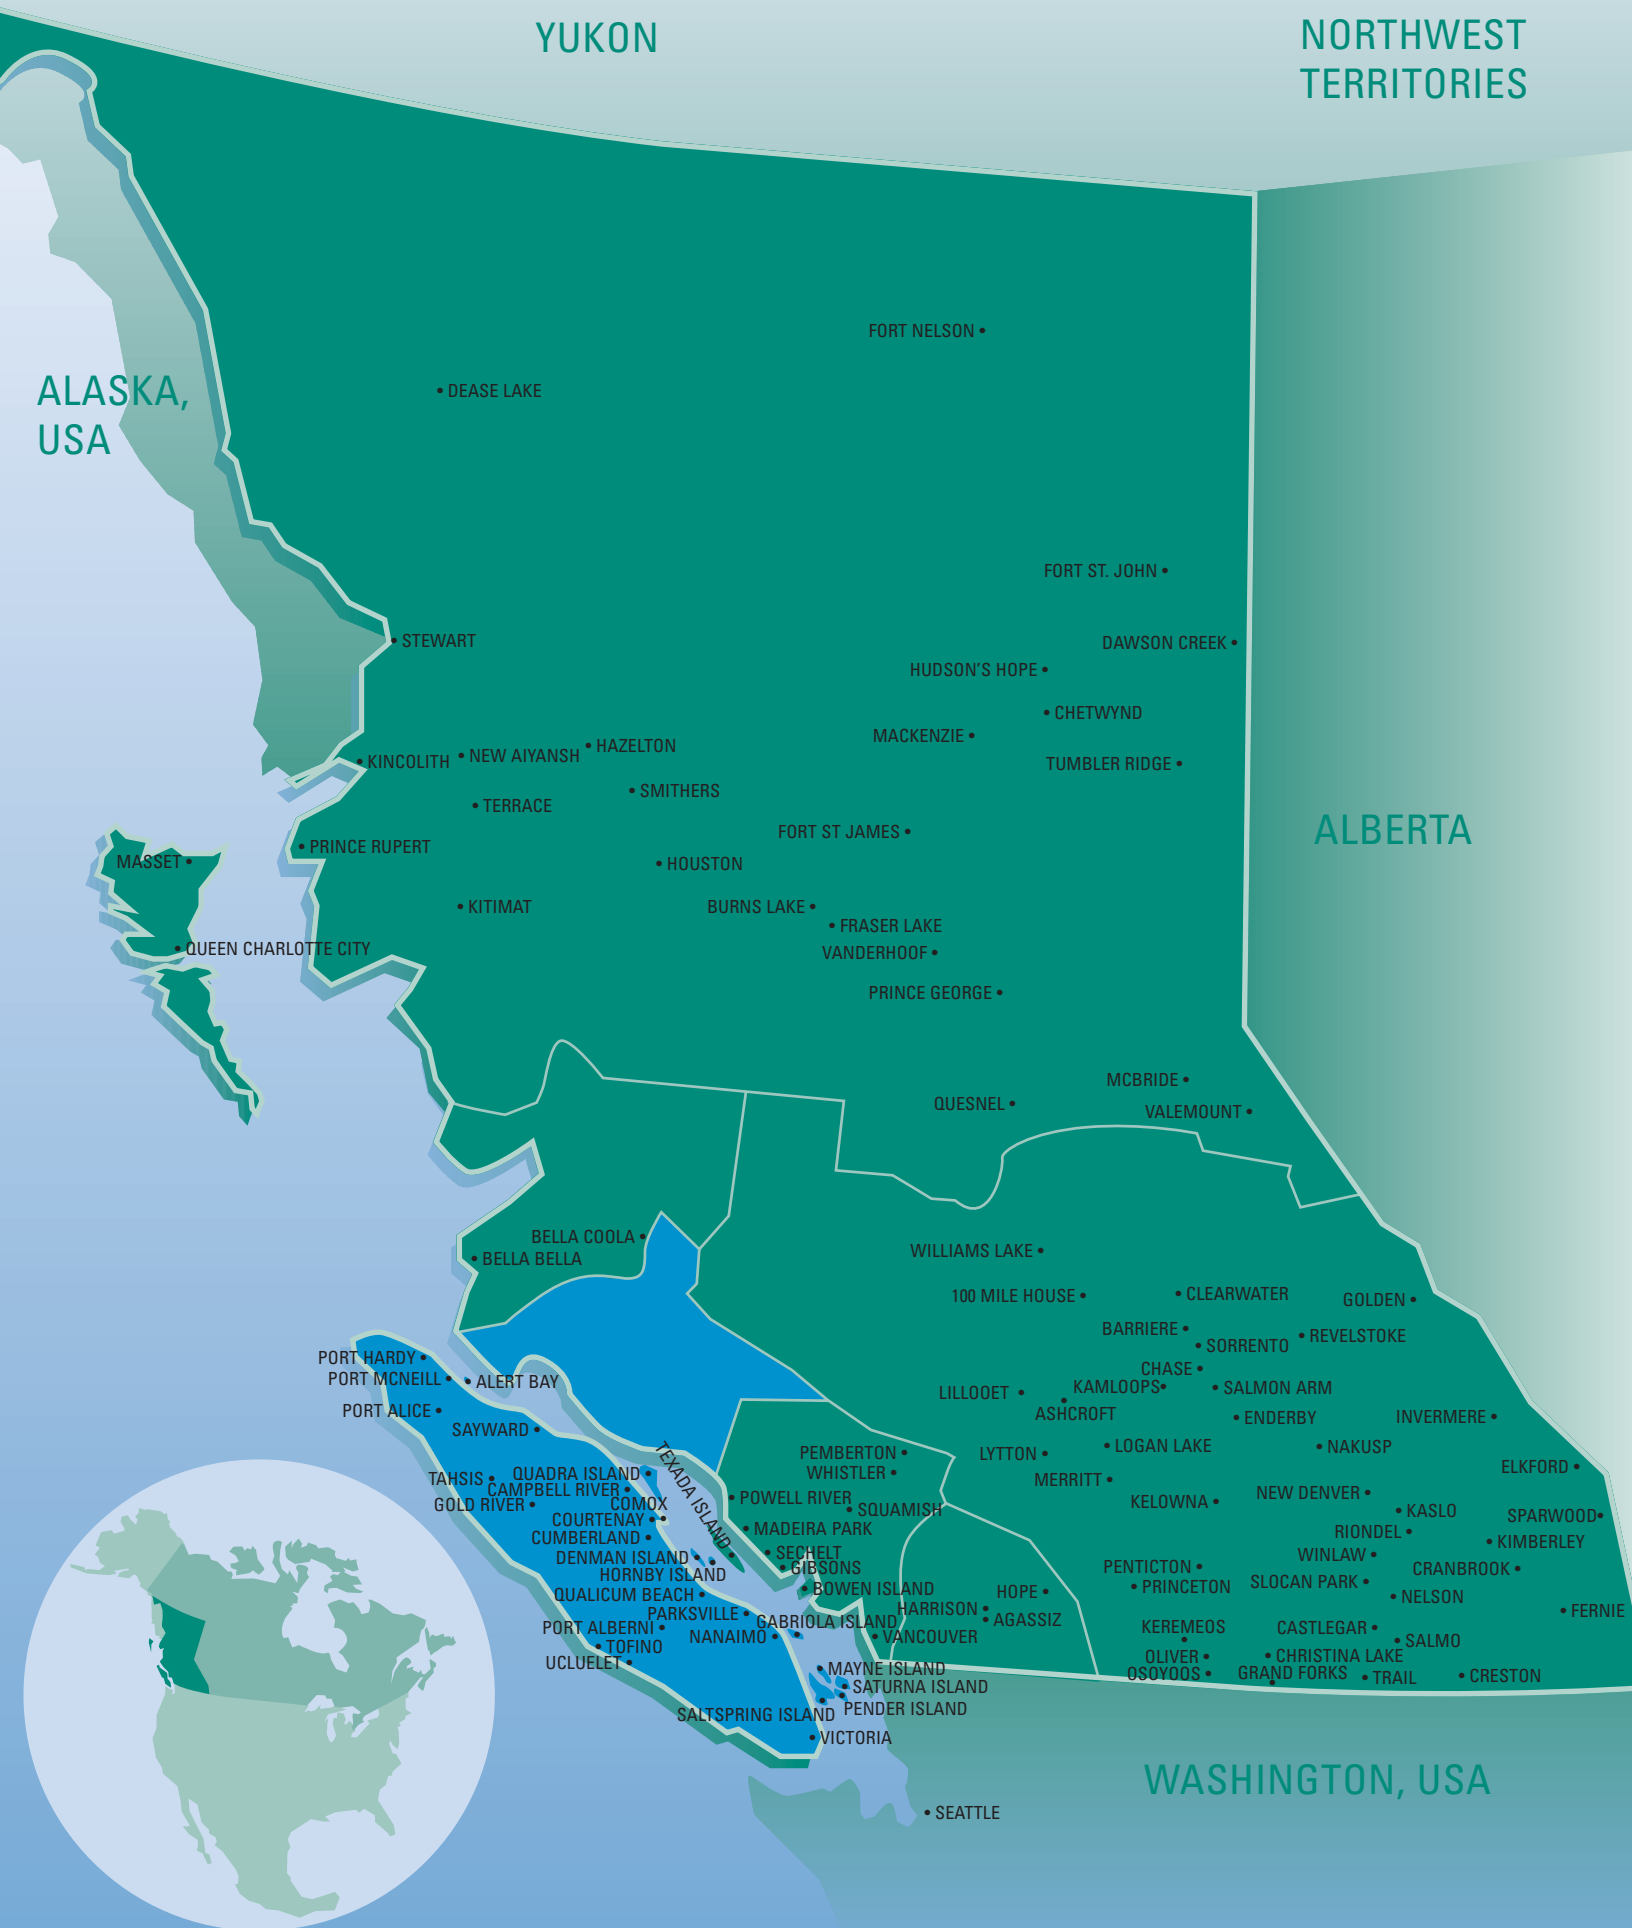 YUKON
NORTHWEST
TERRITORIES
FORT NELSON
ALASKA,
USA
DEASE LAKE
FORT ST. JOHN
STEWART
DAWSON CREEK
HUDSON'S HOPE
CHETWYND
MACKENZIE
HAZELTON
NEW AIYANSH
KINCOLITH
TUMBLER RIDGE
SMITHERS
TERRACE
ALBERTA
FORT ST JAMES
PRINCE RUPERT
MASSET
HOUSTON
KITIMAT
BURNS LAKE
FRASER LAKE
QUEEN CHARLOTTE CITY
VANDERHOOF
PRINCE GEORGE
MCBRIDE
QUESNEL
VALEMOUNT
BELLA COOLA
BELLA BELLA
WILLIAMS LAKE
100 MILE HOUSE
CLEARWATER
GOLDEN
BARRIERE
REVELSTOKE
SORRENTO
PORT HARDY
CHASE
PORT MCNEILL
ALERT BAY
KAMLOOPS
SALMON ARM
LILLOOET
ASHCROFT
PORT ALICE
ENDERBY
INVERMERE
SAYWARD
LOGAN LAKE
NAKUSP
PEMBERTON
LYTTON
WHISTLER
ELKFORD
QUADRA ISLAND
TAHSIS
MERRITT
CAMPBELL RIVER
TEXADA ISLAND
NEW DENVER
POWELL RIVER
KELOWNA
COMOX
GOLD RIVER
SQUAMISH
KASLO
SPARWOOD
COURTENAY
MADEIRA PARK
RIONDEL
CUMBERLAND
KIMBERLEY
SECHELT
WINLAW
DENMAN ISLAND
GIBSONS
PENTICTON
CRANBROOK
HORNBY ISLAND
SLOCAN PARK
PRINCETON
BOWEN ISLAND
HOPE
QUALICUM BEACH
NELSON
HARRISON
FERNIE
PARKSVILLE
AGASSIZ
GABRIOLA ISLAND
PORT ALBERNI
KEREMEOS
CASTLEGAR
NANAIMO
VANCOUVER
SALMO
TOFINO
OLIVER
CHRISTINA LAKE
UCLUELET
MAYNE ISLAND
OSOYOOS
GRAND FORKS
TRAIL
CRESTON
SATURNA ISLAND
PENDER ISLAND
SALTSPRING ISLAND
VICTORIA
WASHINGTON, USA
SEATTLE